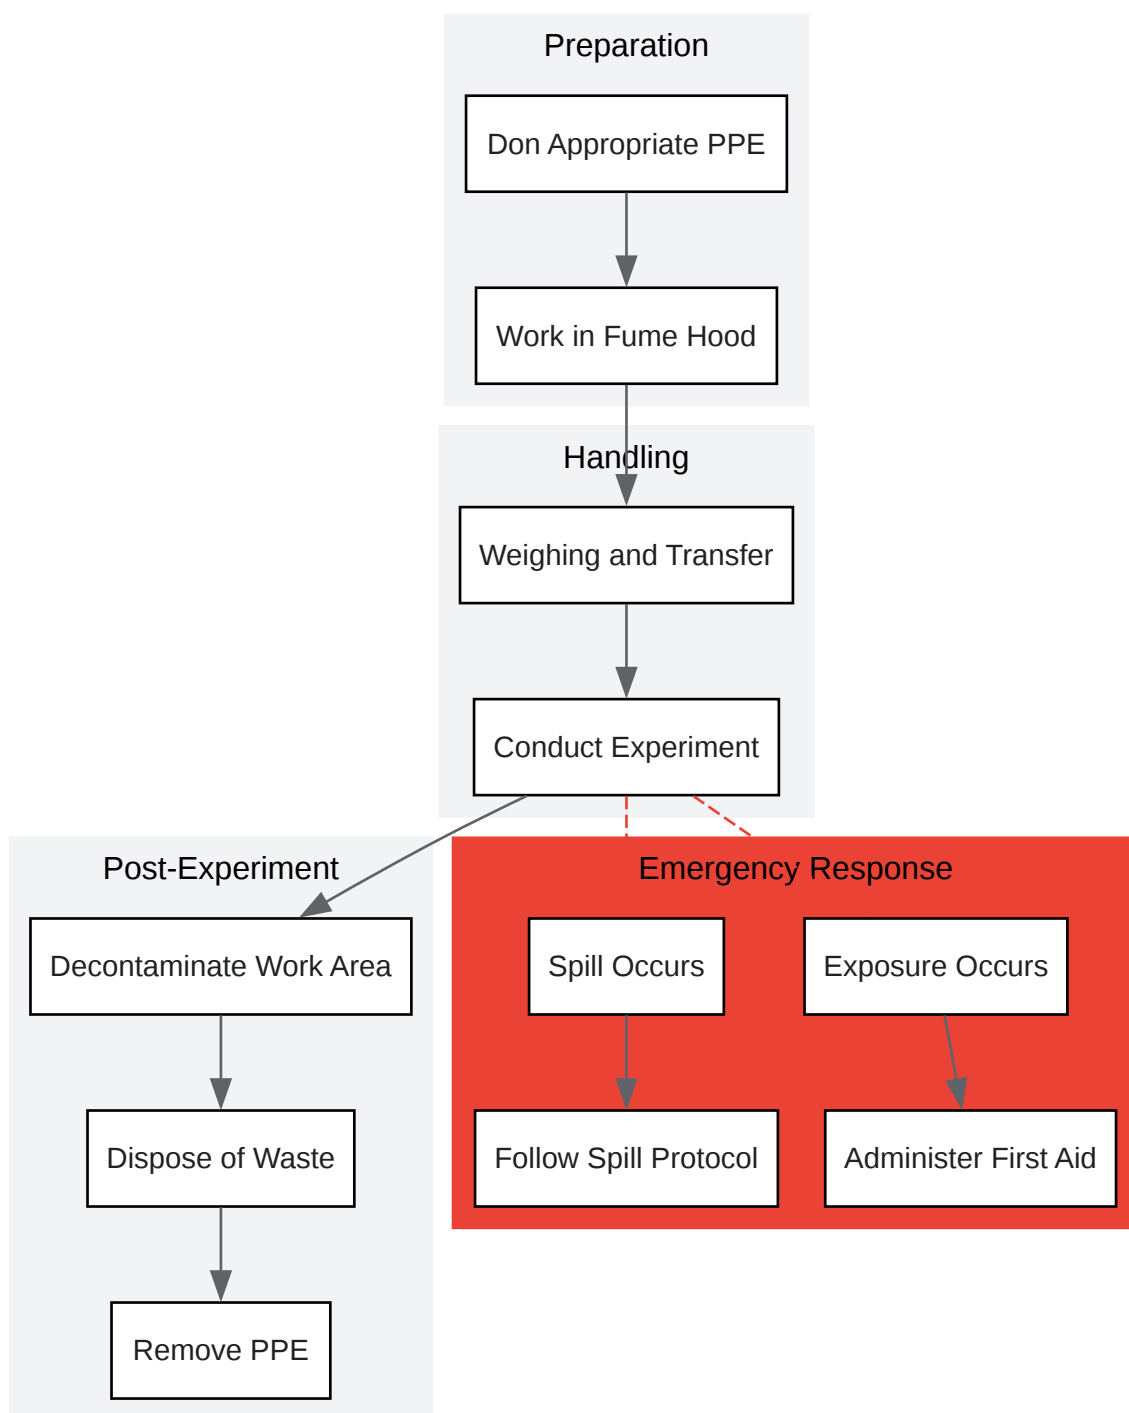 Preparation
Don Appropriate PPE
Work in Fume Hood
Handling
Weighing and Transfer
Conduct Experiment
Post-Experiment
Decontaminate Work Area
Dispose of Waste
Remove PPE
Emergency Response
Spill Occurs
Exposure Occurs
Follow Spill Protocol
Administer First Aid